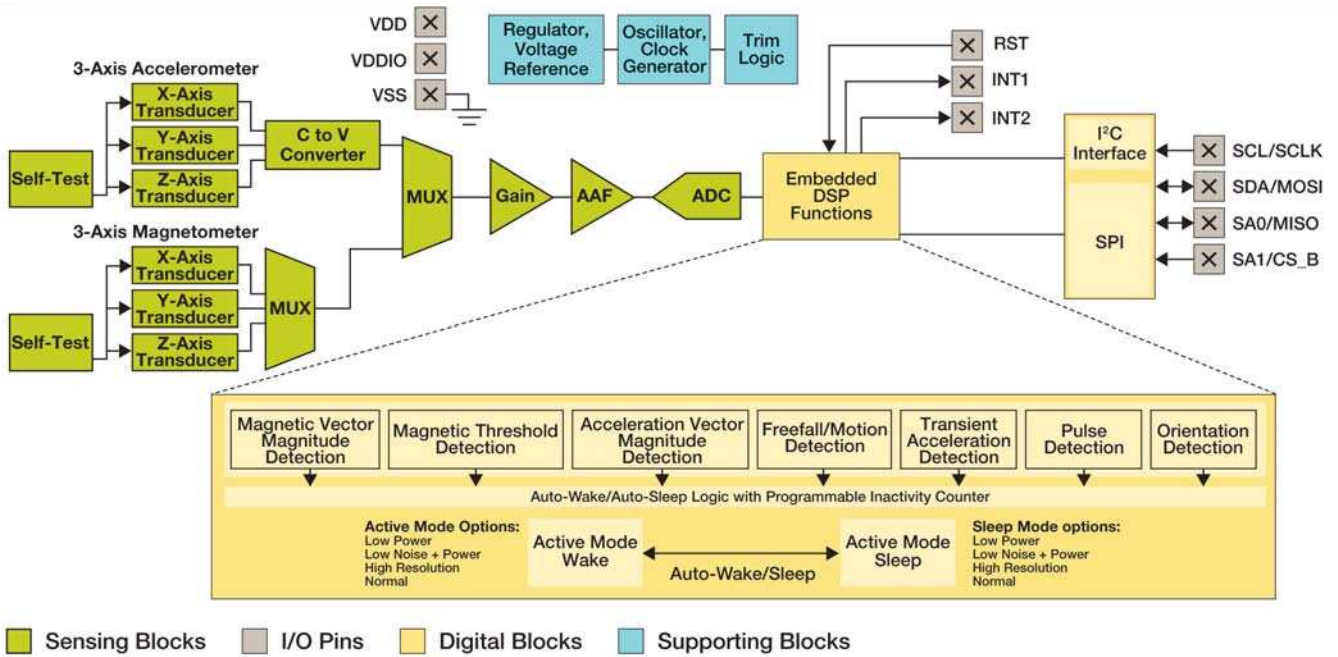 VDD
VDDIO
VSS
Regulator,
Voltage
Reference
Oscillator,
Clock
Generator
Trim
Logic
RST
INT1
INT2
3-Axis Accelerometer
Self-Test
X-Axis
Transducer
Y-Axis
Transducer
Z-Axis
Transducer
C to V
Converter
MUX
Gain
AAF
ADC
Embedded
DSP
Functions
I²C
Interface
SPI
SCL/SCLK
SDA/MOSI
SA0/MISO
SA1/CS_B
3-Axis Magnetometer
Self-Test
X-Axis
Transducer
Y-Axis
Transducer
Z-Axis
Transducer
MUX
Magnetic Vector
Magnitude
Detection
Magnetic Threshold
Detection
Acceleration Vector
Magnitude
Detection
Freefall/Motion
Detection
Transient
Acceleration
Detection
Pulse
Detection
Orientation
Detection
Auto-Wake/Auto-Sleep Logic with Programmable Inactivity Counter
Active Mode Options:
Low Power
Low Noise + Power
High Resolution
Normal
Active Mode
Wake
Auto-Wake/Sleep
Active Mode
Sleep
Sleep Mode options:
Low Power
Low Noise + Power
High Resolution
Normal
Sensing Blocks
I/O Pins
Digital Blocks
Supporting Blocks